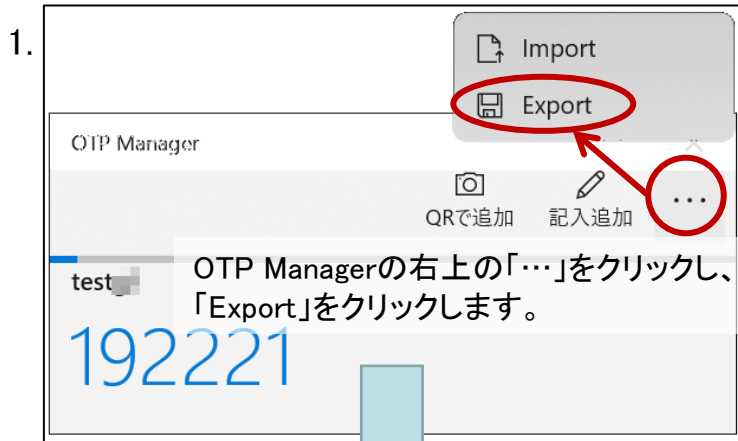 1.
Import
Export
OTP Manager
QRで追加
記入追加
…
test
OTP Managerの右上の「…」をクリックし、
「Export」をクリックします。
192221